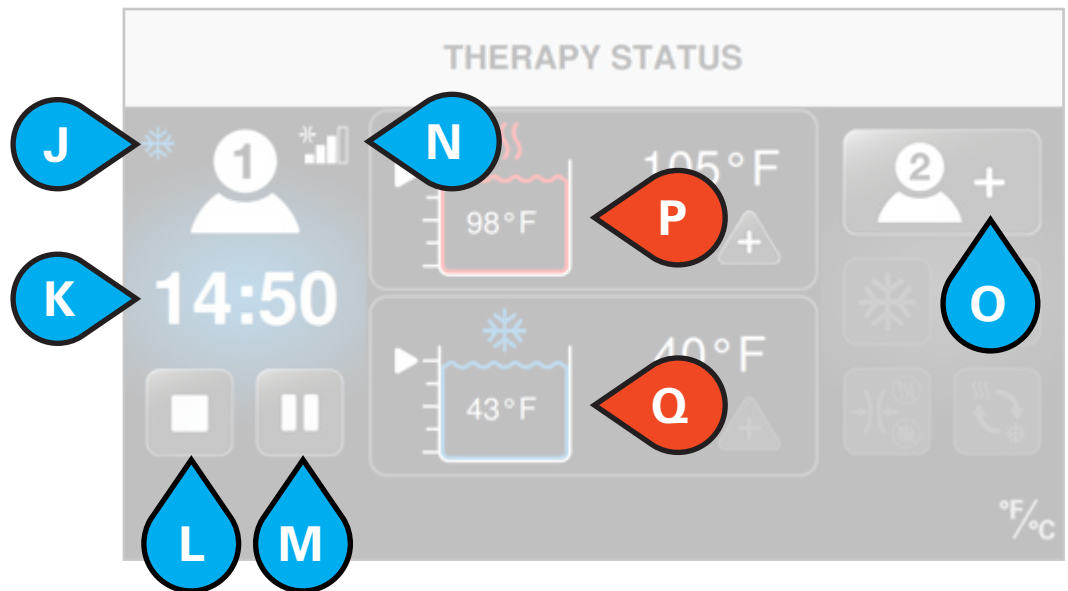 THERAPY STATUS
J
1
N
105°F
2
+
98°F
P
+
K
14:50
O
40°F
43°F
Q
+
°F/°C
L
M